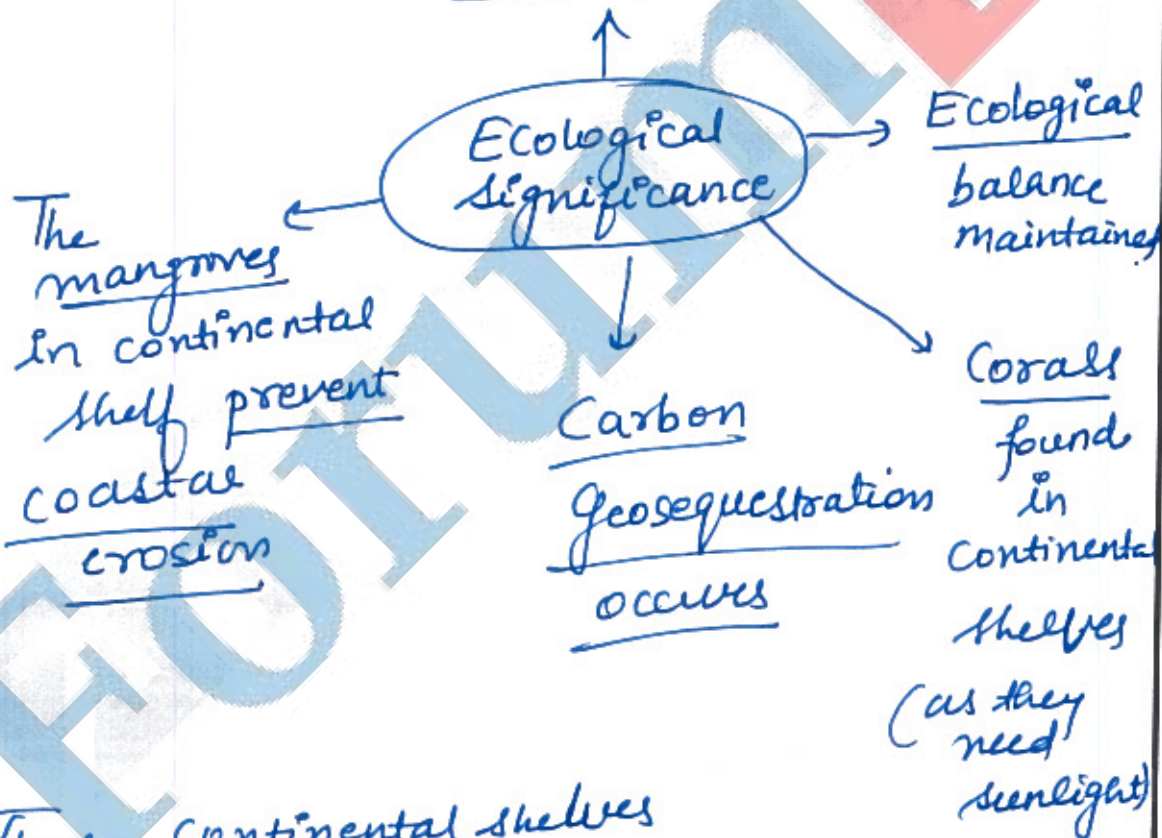 Ecological
significance
Ecological
balance
maintained
The
mangroves
in continental
shelf prevent
coastal
erosion
Carbon
geosequestration
occurs
Corals
found
in
continental
shelves
(as they
need
sunlight)
continental shelves
Forum